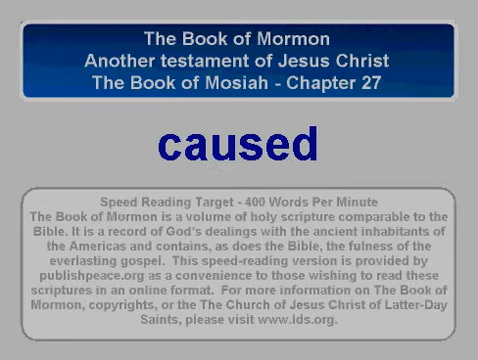 The Book of Mormon
Another testament of Jesus Christ
The Book of Mosiah - Chapter 27
caused
Speed Reading Target - 400 Words Per Minute
The Book of Mormon is a volume of holy scripture comparable to the
Bible. It is a record of God's dealings with the ancient inhabitants of
the Americas and contains, as does the Bible, the fulness of the
everlasting gospel. This speed-reading version is provided by
publishpeace.org as a convenience to those wishing to read these
scriptures in an online format. For more information on The Book of
Mormon, copyrights, or the The Church of Jesus Christ of Latter-Day
Saints, please visit www.lds.org.